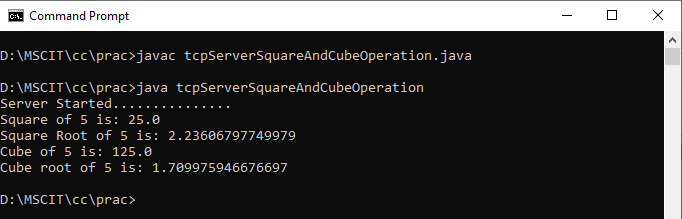 Command Prompt
D:\MSCIT\cc\prac>javac tcpServerSquareAndCubeOperation.java
D:\MSCIT\cc\prac>java tcpServerSquareAndCubeOperation
Server Started...............
Square of 5 is: 25.0
Square Root of 5 is: 2.23606797749979
Cube of 5 is: 125.0
Cube root of 5 is: 1.709975946676697
D:\MSCIT\cc\prac>